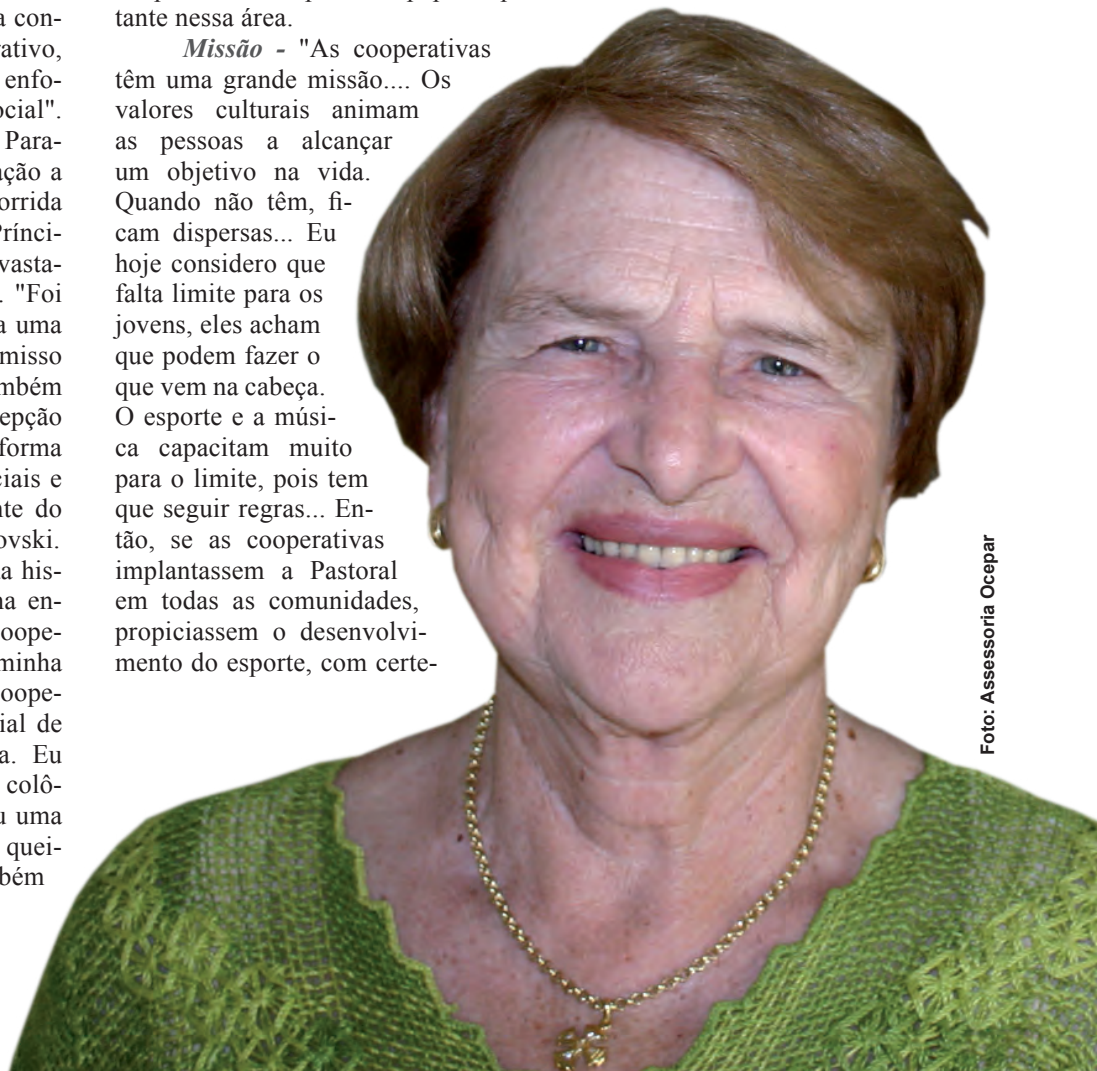 a con-
ativo,
enfo-
ocial".
Para-
ação a
orrida
Prínci-
vasta-
. "Foi
a uma
misso
ambém
epção
forma
ciais e
nte do
ovski.
a his-
na en-
oope-
minha
oope-
ial de
a. Eu
colô-
u uma
quei-
bém
tante nessa área.
Missão - "As cooperativas
têm uma grande missão.... Os
valores culturais animam
as pessoas a alcançar
um objetivo na vida.
Quando não têm, fi-
cam dispersas... Eu
hoje considero que
falta limite para os
jovens, eles acham
que podem fazer o
que vem na cabeça.
O esporte e a músi-
ca capacitam muito
para o limite, pois tem
que seguir regras... En-
tão, se as cooperativas
implantassem a Pastoral
em todas as comunidades,
propiciassem o desenvolvi-
mento do esporte, com certe-
Foto: Assessoria Ocepar